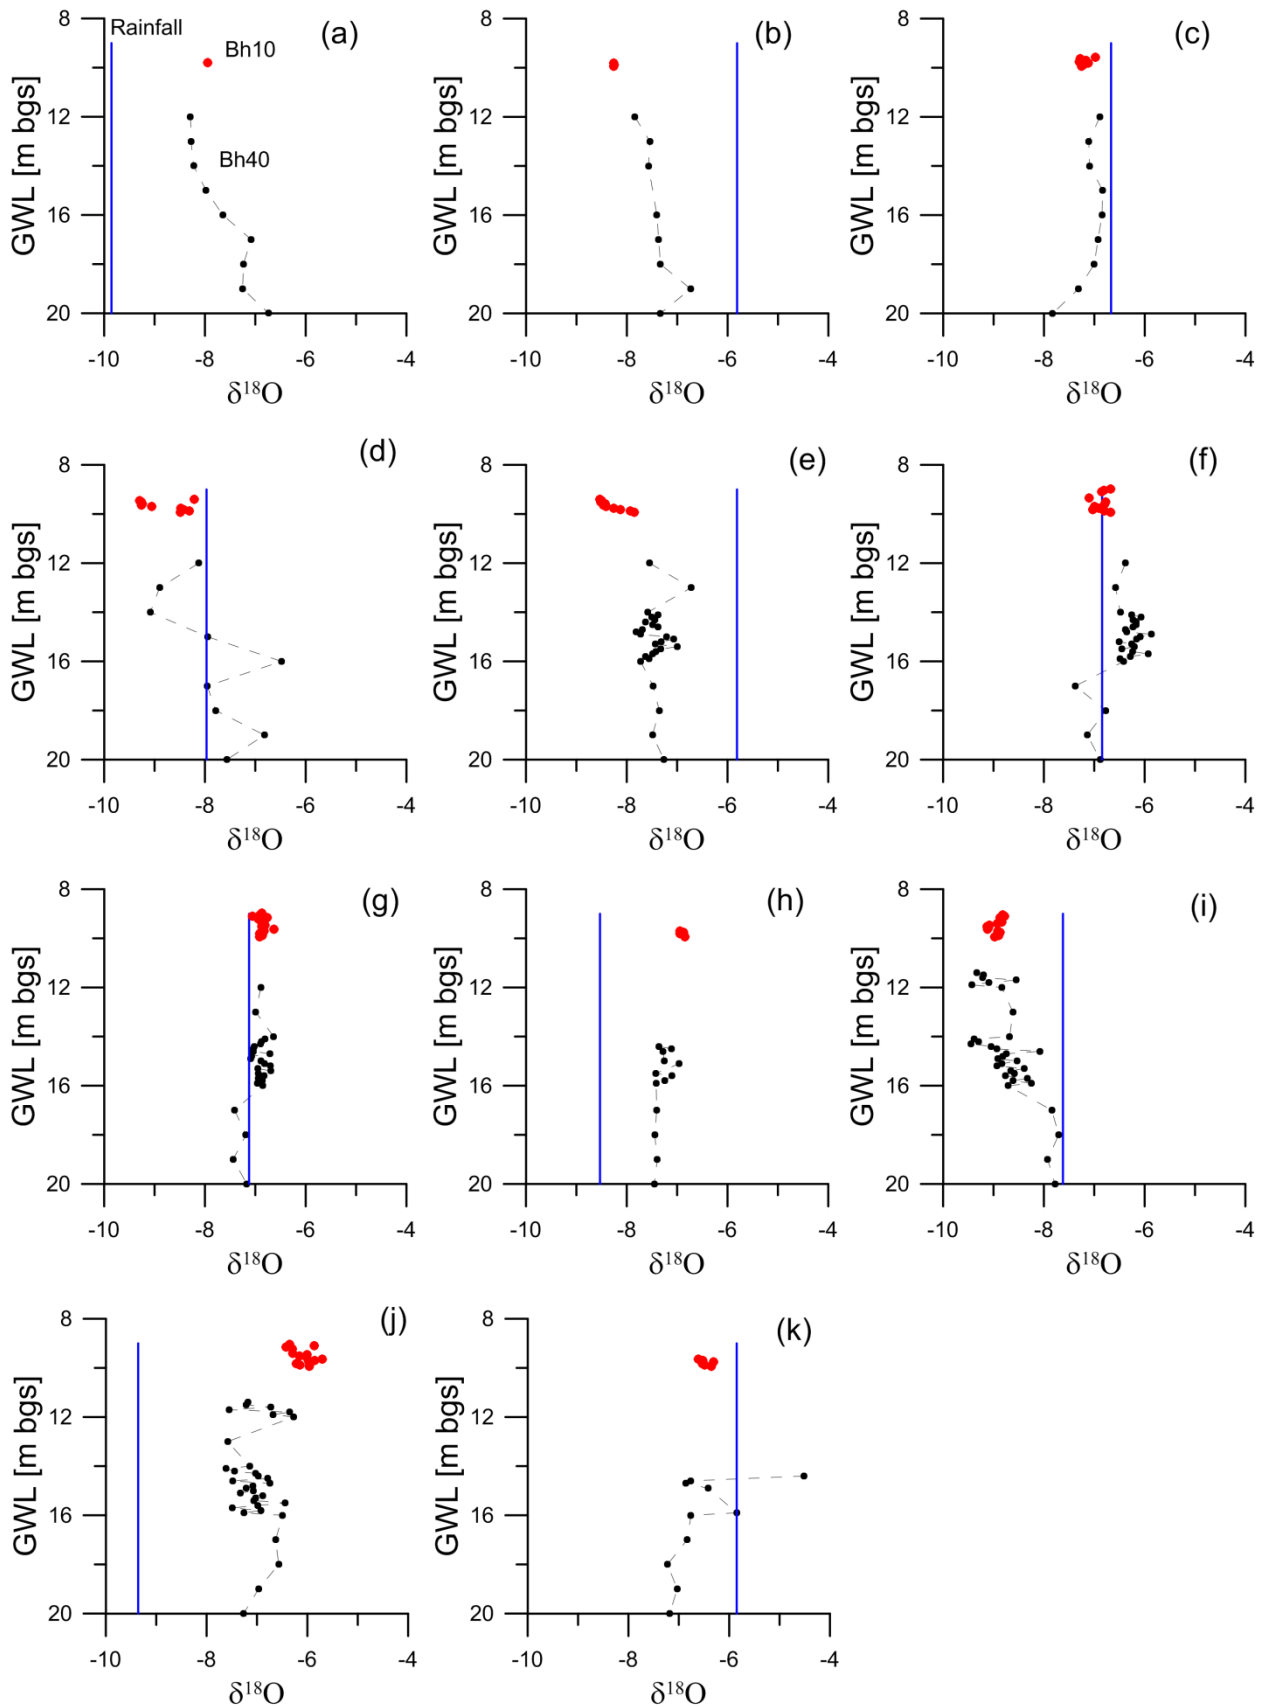 8
Rainfall
(a)
Bh10
12
Bh40
16
20
GWL [m bgs]
-10 -8 -6 -4
δ¹⁸O
8
(b)
12
16
20
GWL [m bgs]
-10 -8 -6 -4
δ¹⁸O
8
(c)
12
16
20
GWL [m bgs]
-10 -8 -6 -4
δ¹⁸O
8
(d)
12
16
20
GWL [m bgs]
-10 -8 -6 -4
δ¹⁸O
8
(e)
12
16
20
GWL [m bgs]
-10 -8 -6 -4
δ¹⁸O
8
(f)
12
16
20
GWL [m bgs]
-10 -8 -6 -4
δ¹⁸O
8
(g)
12
16
20
GWL [m bgs]
-10 -8 -6 -4
δ¹⁸O
8
(h)
12
16
20
GWL [m bgs]
-10 -8 -6 -4
δ¹⁸O
8
(i)
12
16
20
GWL [m bgs]
-10 -8 -6 -4
δ¹⁸O
8
(j)
12
16
20
GWL [m bgs]
-10 -8 -6 -4
δ¹⁸O
8
(k)
12
16
20
GWL [m bgs]
-10 -8 -6 -4
δ¹⁸O